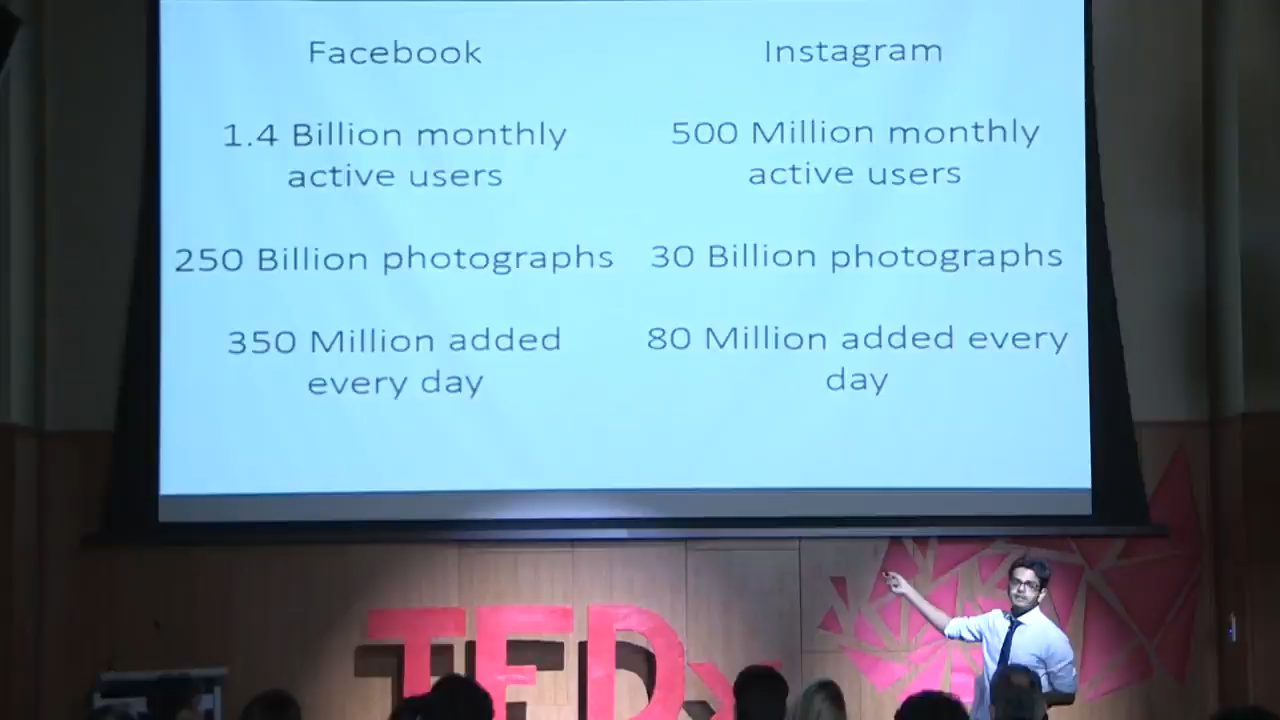 Facebook
1.4 Billion monthly
active users
250 Billion photographs
350 Million added
every day
Instagram
500 Million monthly
active users
30 Billion photographs
80 Million added every
day
TEDx